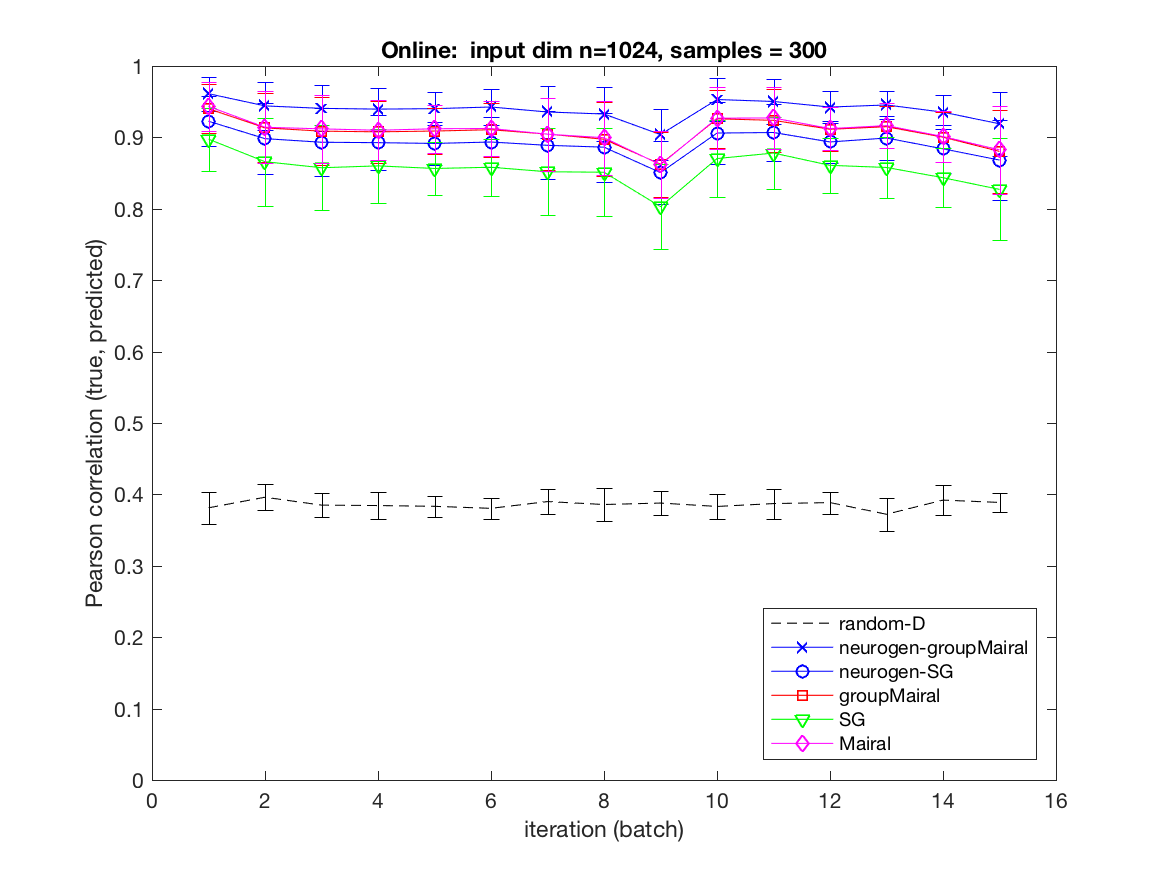 Online:  input dim n=1024, samples = 300
Pearson correlation (true, predicted)
1
0.9
0.8
0.7
0.6
0.5
0.4
0.3
0.2
0.1
0
0 2 4 6 8 10 12 14 16
iteration (batch)
random-D
neurogen-groupMairal
neurogen-SG
groupMairal
SG
Mairal